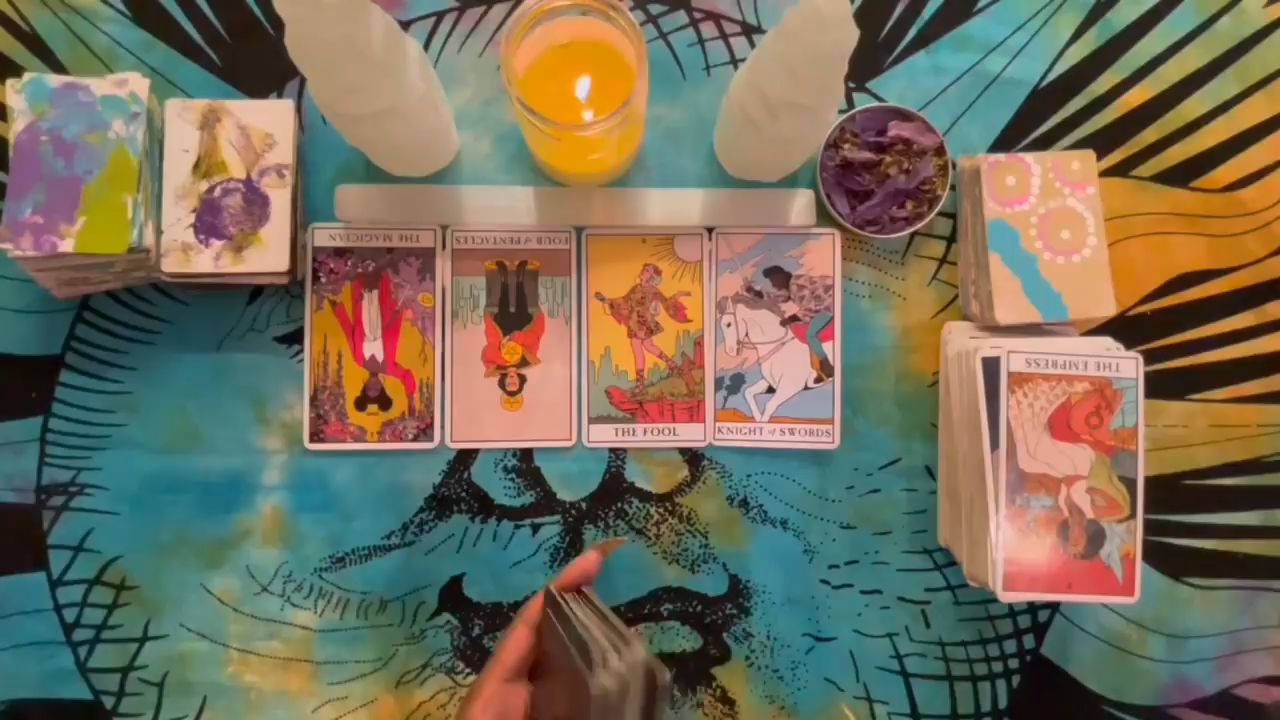 THE MAGICIAN
FOUR of PENTACLES
THE FOOL
KNIGHT of SWORDS
THE EMPRESS